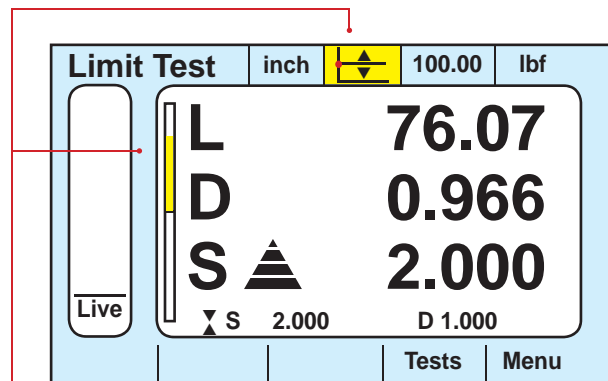 Limit Test inch 100.00 lbf
L 76.07
D 0.966
S 2.000
Live
S 2.000 D 1.000
Tests Menu